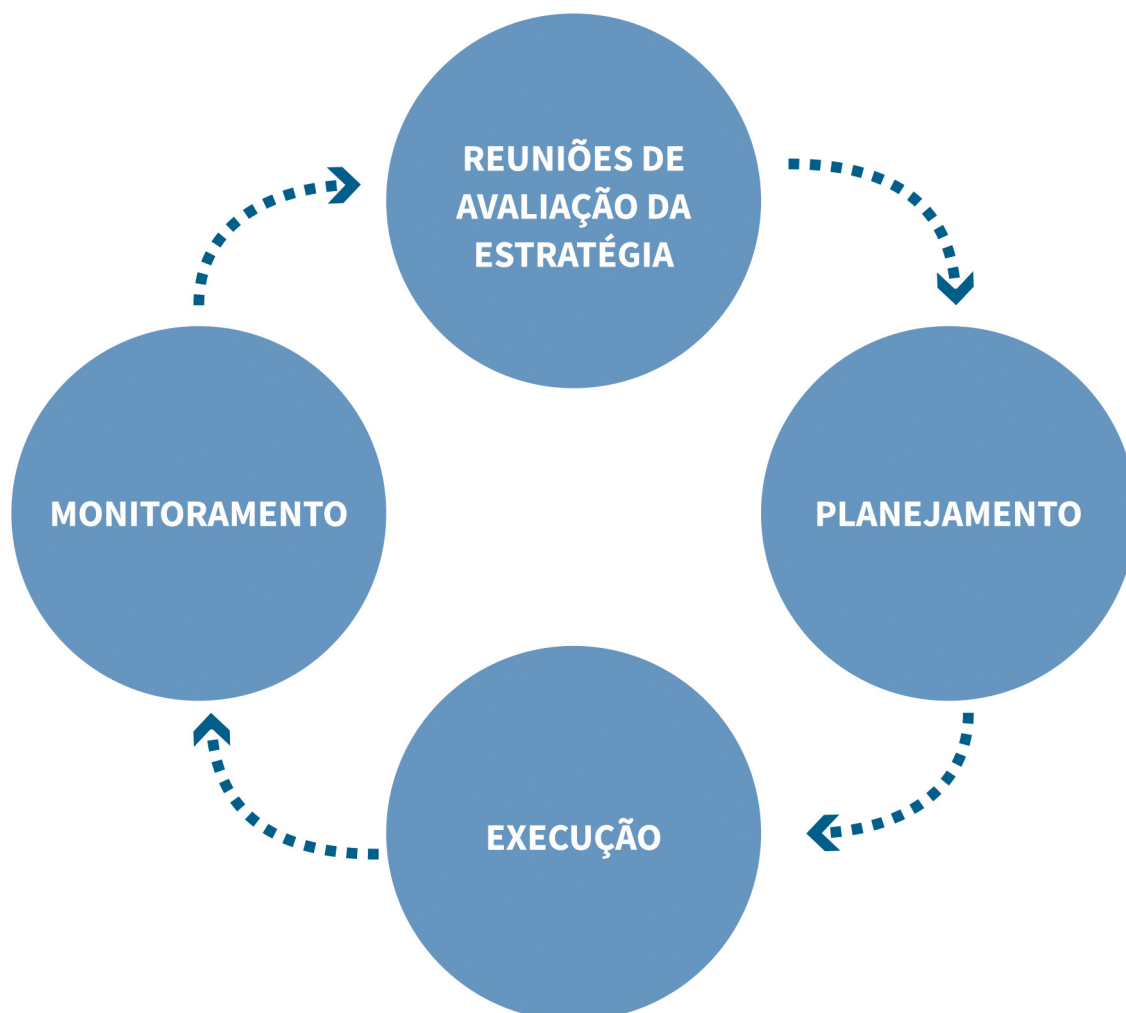 REUNIÕES DE
AVALIAÇÃO DA
ESTRATÉGIA
MONITORAMENTO
PLANEJAMENTO
EXECUÇÃO